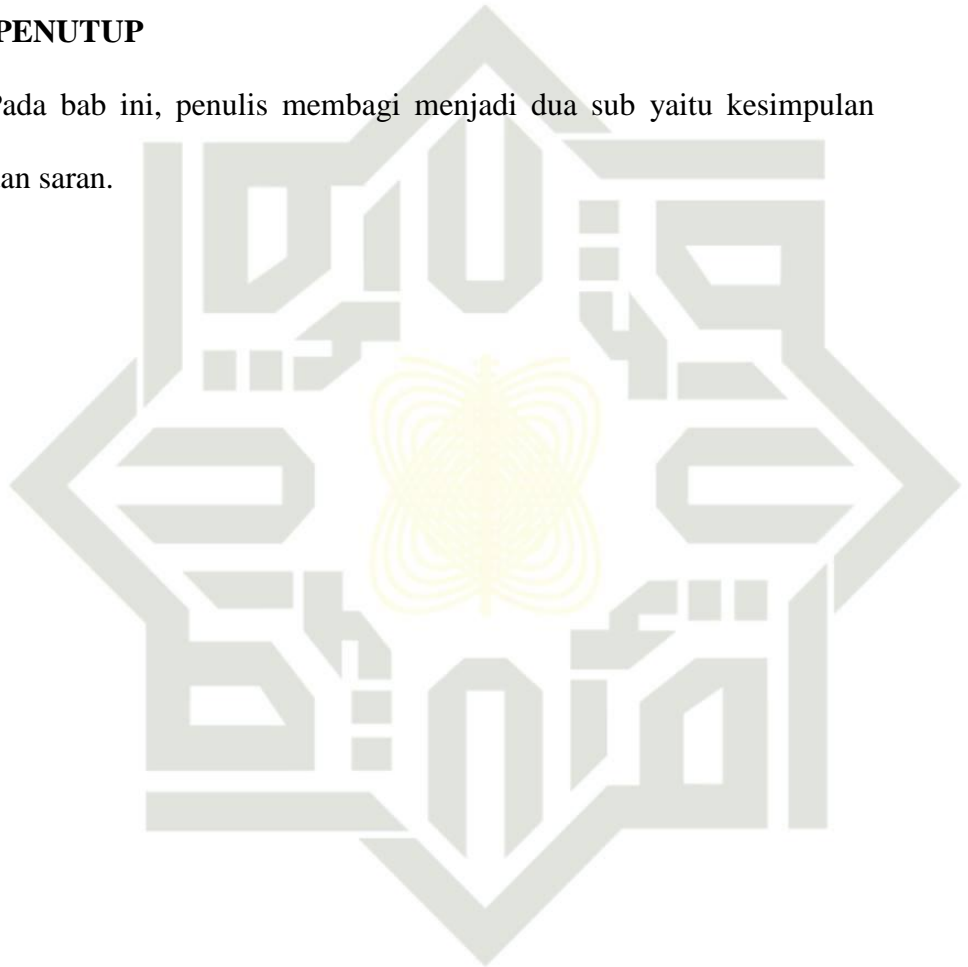 PENUTUP
Pada bab ini, penulis membagi menjadi dua sub yaitu kesimpulan
an saran.